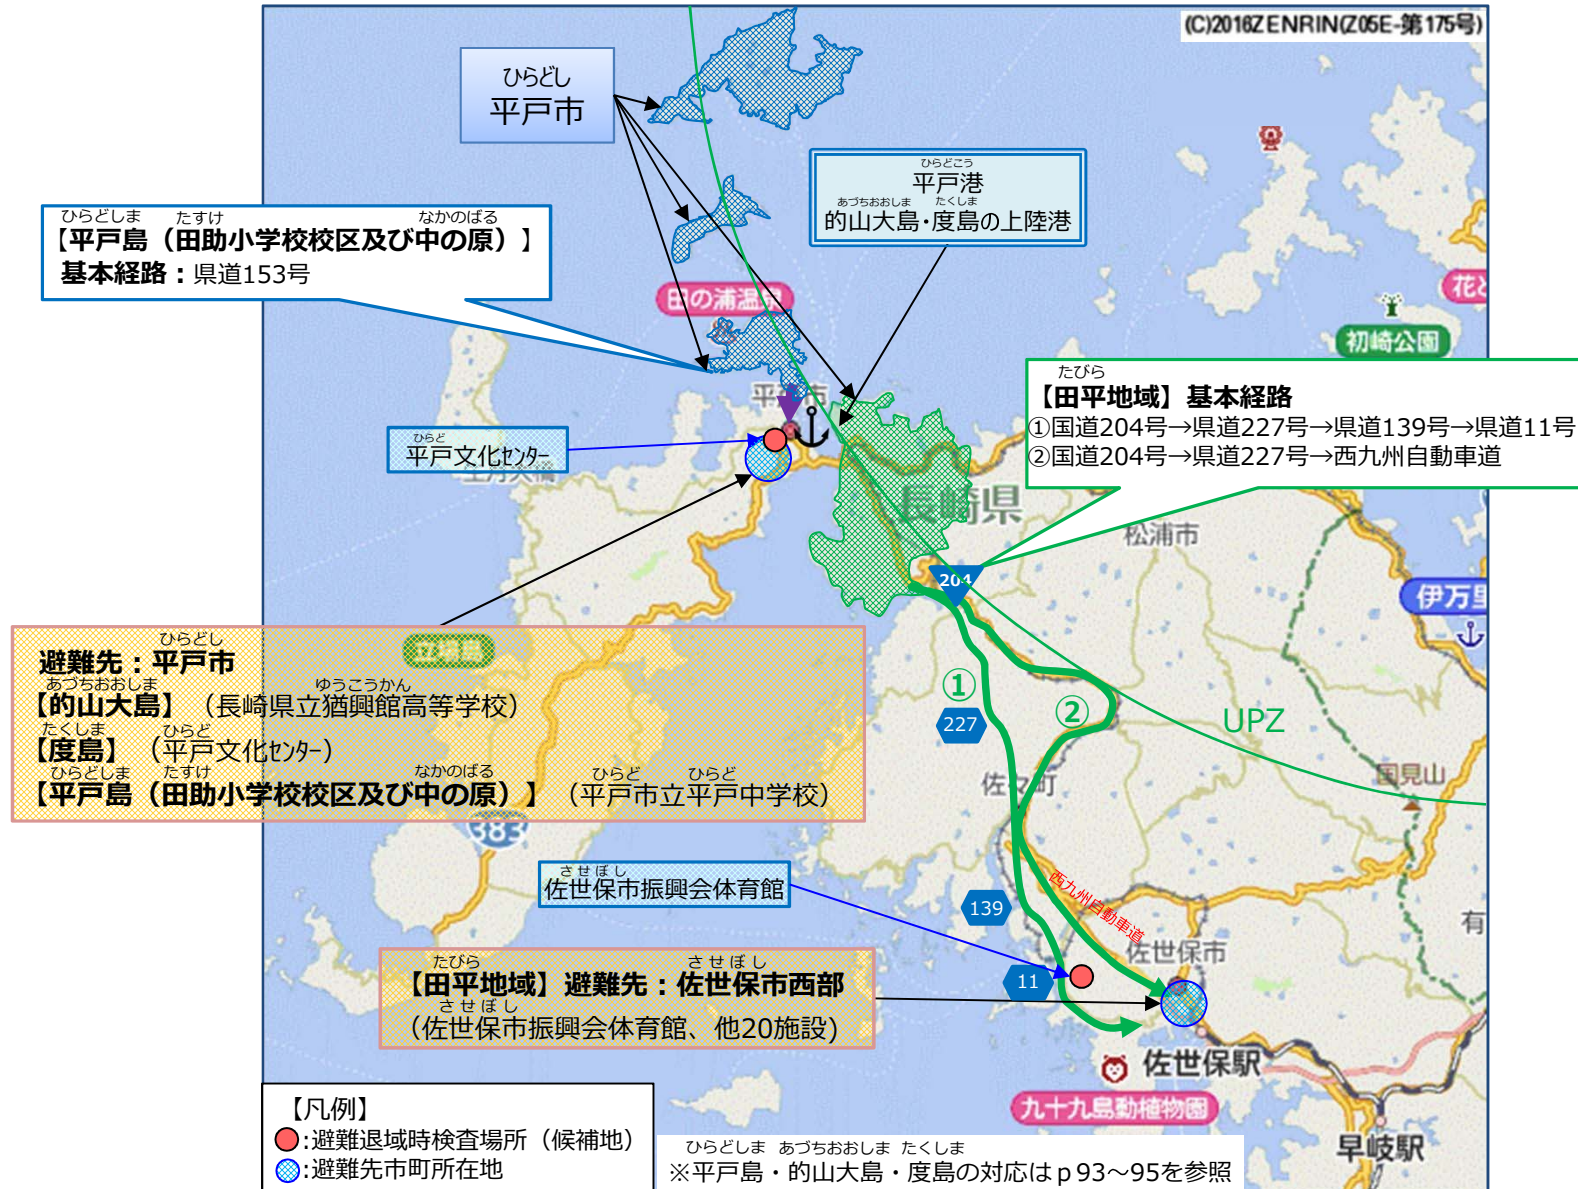 (C)2016ZENRIN(Z05E-第175号)
ひらどし
平戸市
ひらどこう
平戸港
あづちおおしま たくしま
的山大島・度島の上陸港
ひらどしま たすけ なかのばる
【平戸島（田助小学校校区及び中の原）】
基本経路：県道153号
田の浦温泉
初崎公園
たびら
【田平地域】基本経路
①国道204号→県道227号→県道139号→県道11号
②国道204号→県道227号→西九州自動車道
ひらど
平戸文化ｾﾝﾀｰ
長崎県
松浦市
204
伊万里
ひらどし
避難先：平戸市
あづちおおしま ゆうこうかん
【的山大島】（長崎県立猶興館高等学校）
たくしま ひらど
【度島】（平戸文化ｾﾝﾀｰ）
ひらどしま たすけ なかのばる ひらど ひらど
【平戸島（田助小学校校区及び中の原）】（平戸市立平戸中学校）
①
②
227
UPZ
国見山
佐々町
383
させぼし
佐世保市振興会体育館
西九州自動車道
139
佐世保市
有
11
たびら させぼし
【田平地域】避難先：佐世保市西部
させぼし
（佐世保市振興会体育館、他20施設)
佐世保駅
九十九島動植物園
早岐駅
【凡例】
:避難退域時検査場所（候補地）
:避難先市町所在地
ひらどしま あづちおおしま たくしま
※平戸島・的山大島・度島の対応はｐ93～95を参照